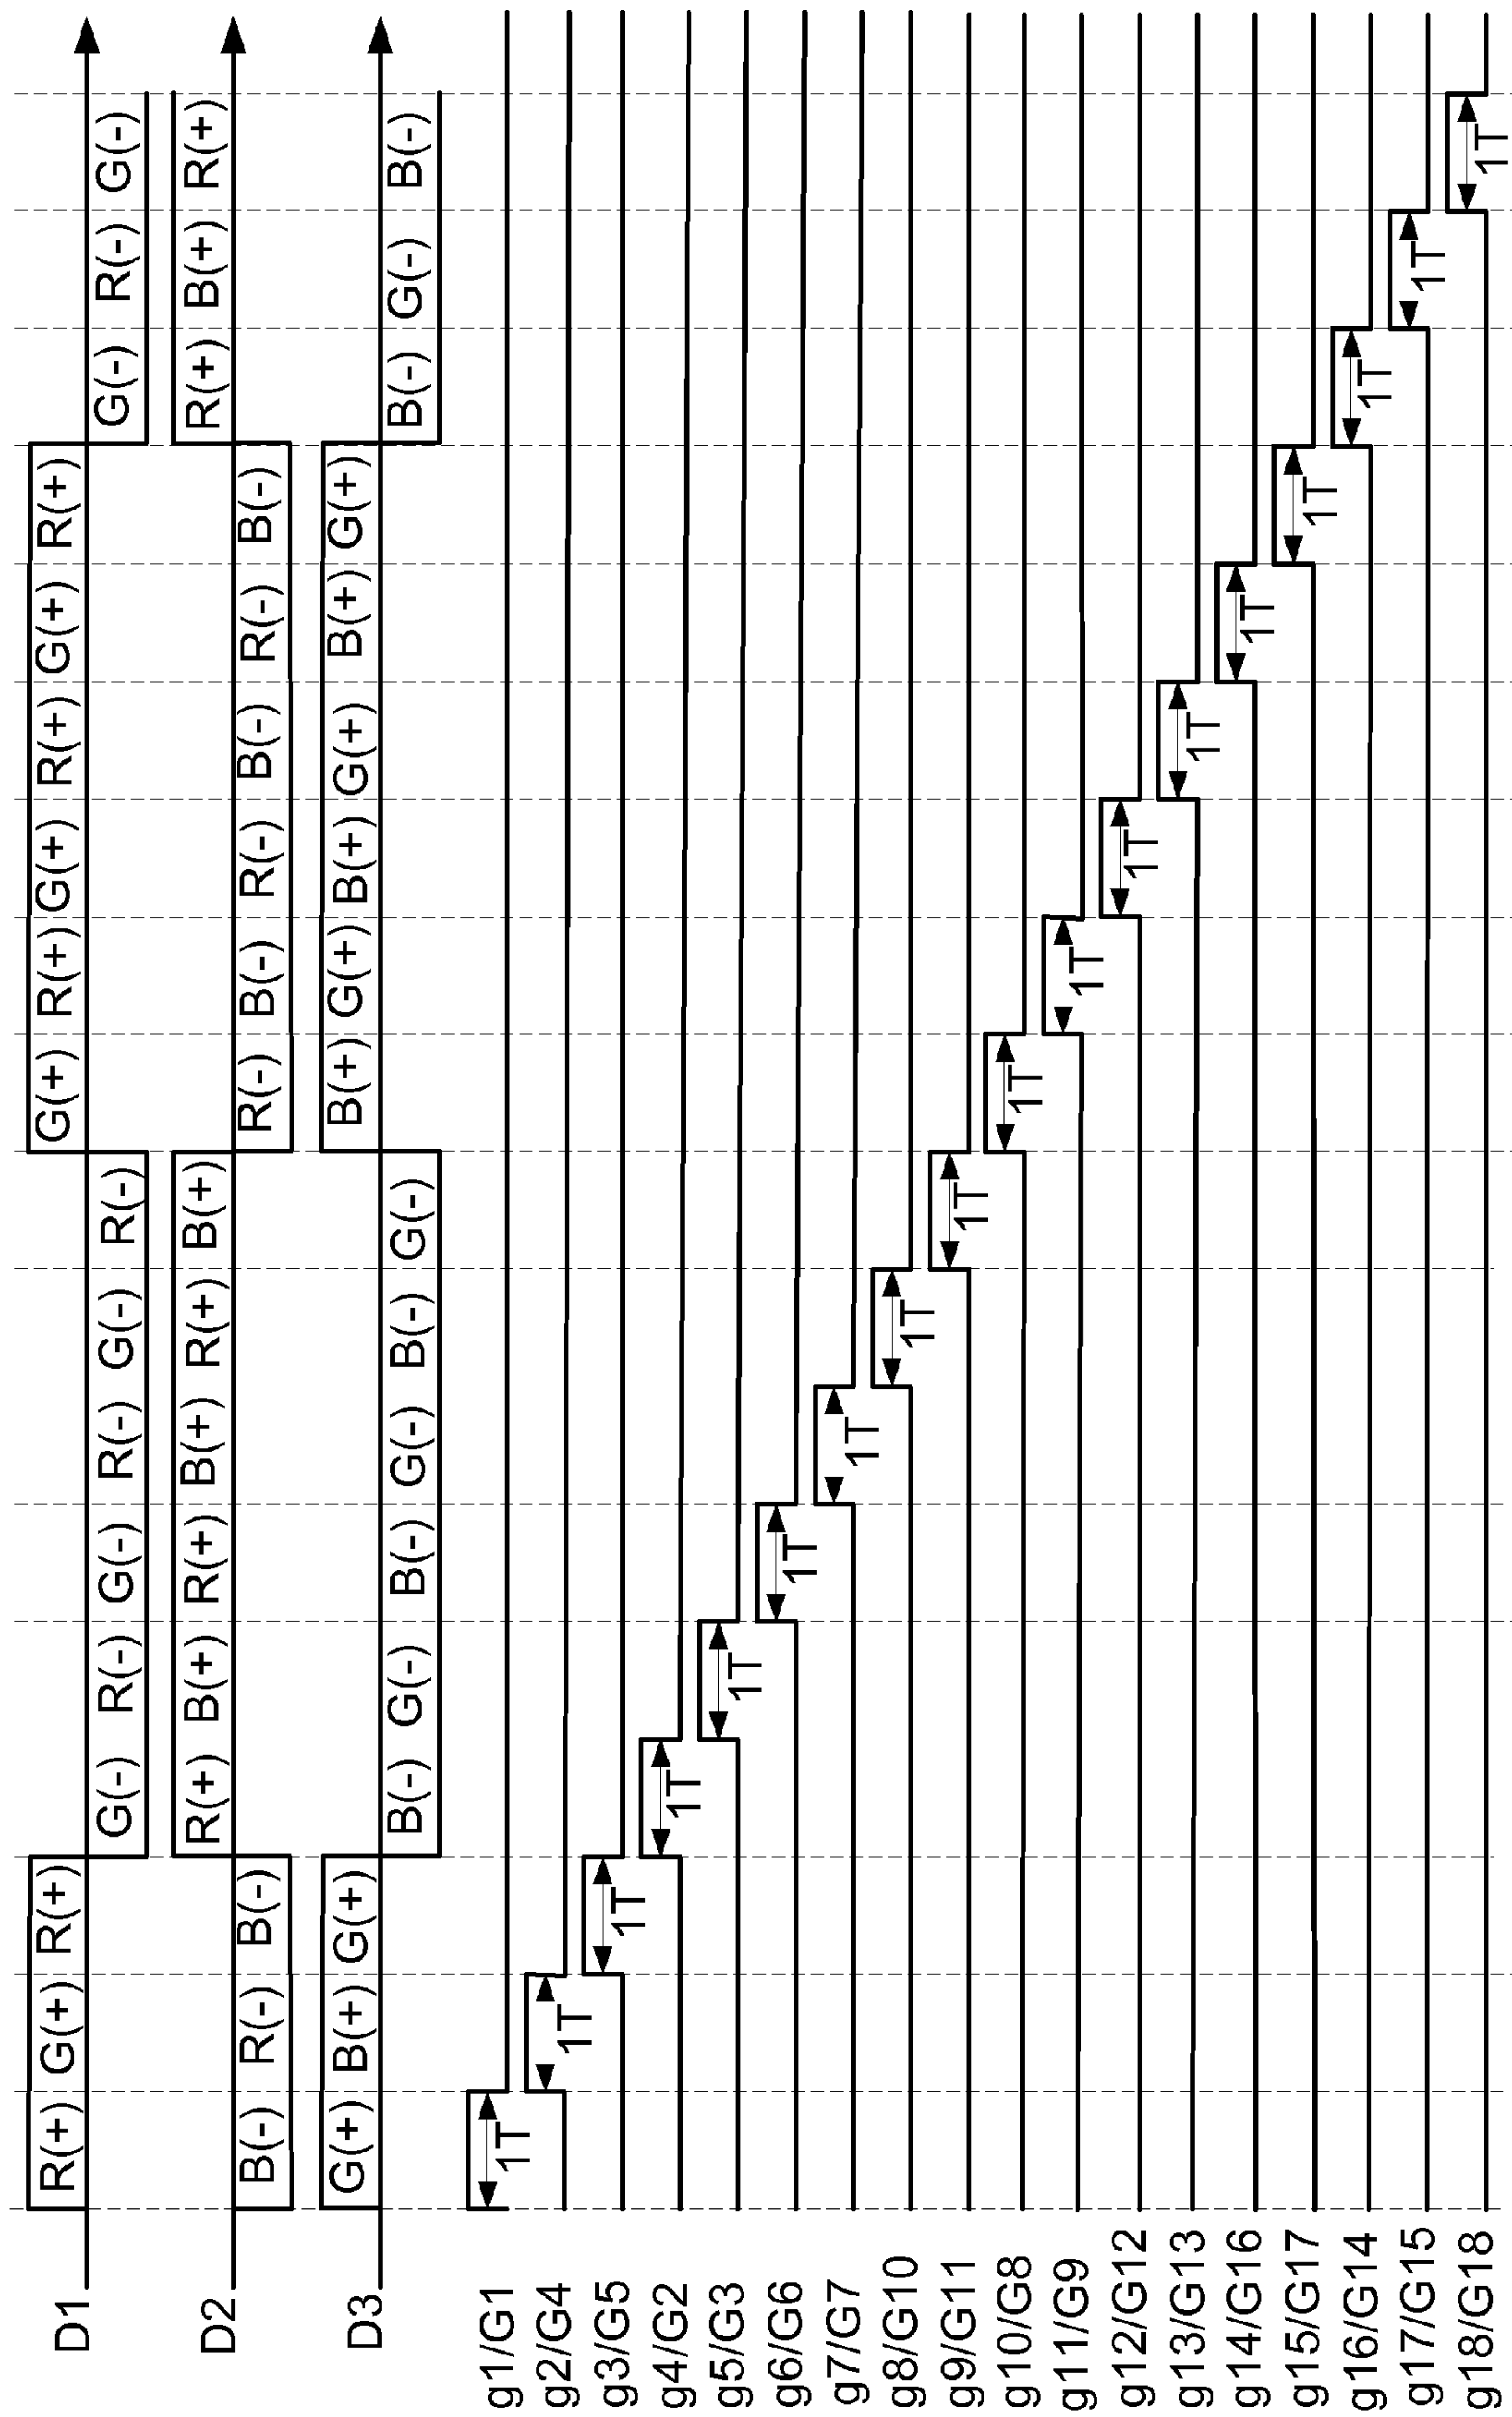 D1 R(+) G(+) R(+) G(-) R(-) G(-) R(-) G(-) R(-) G(+) R(+) G(+) R(+) G(+) R(+) G(-) R(-) G(-)
D2 B(-) R(-) B(-) R(+) B(+) R(+) B(+) R(+) B(+) R(-) B(-) R(-) B(-) R(-) B(-) R(+) B(+) R(+)
D3 G(+) B(+) G(+) B(-) G(-) B(-) G(-) B(-) G(-) B(+) G(+) B(+) G(+) B(+) G(+) B(-) G(-) B(-)
g1/G1 1T
g2/G4 1T
g3/G5 1T
g4/G2 1T
g5/G3 1T
g6/G6 1T
g7/G7 1T
g8/G10 1T
g9/G11 1T
g10/G8 1T
g11/G9 1T
g12/G12 1T
g13/G13 1T
g14/G16 1T
g15/G17 1T
g16/G14 1T
g17/G15 1T
g18/G18 1T